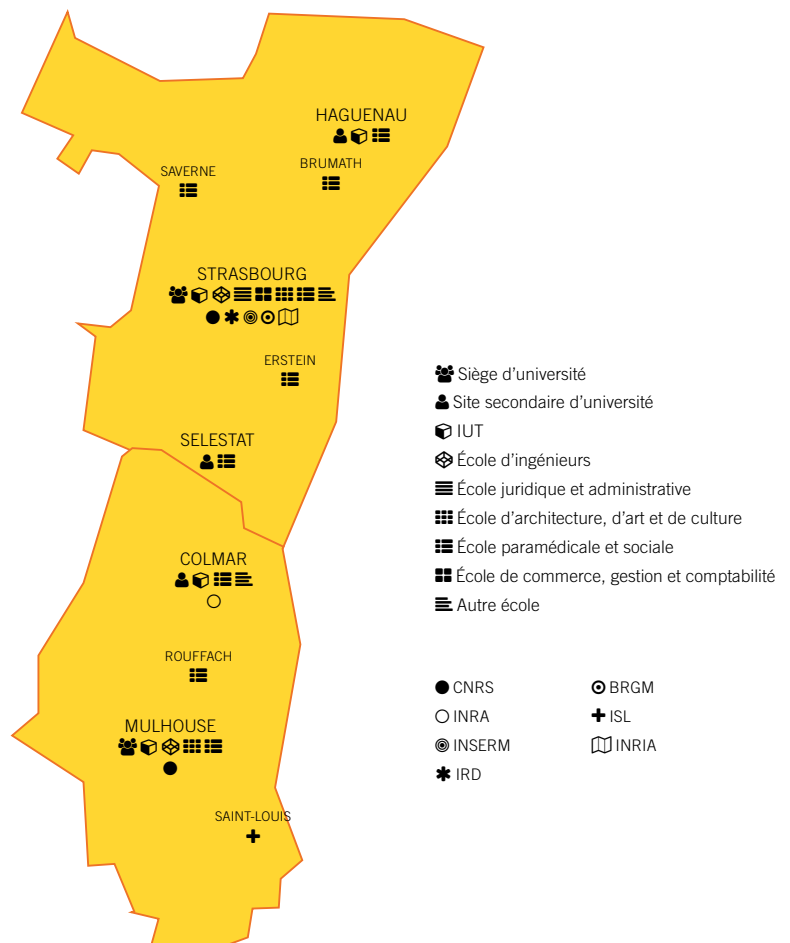 HAGUENAU
BRUMATH
SAVERNE
STRASBOURG
ERSTEIN
SELESTAT
COLMAR
ROUFFACH
MULHOUSE
SAINT-LOUIS
Siège d'université
Site secondaire d'université
IUT
École d'ingénieurs
École juridique et administrative
École d'architecture, d'art et de culture
École paramédicale et sociale
École de commerce, gestion et comptabilité
Autre école
CNRS
INRA
INSERM
IRD
BRGM
ISL
INRIA